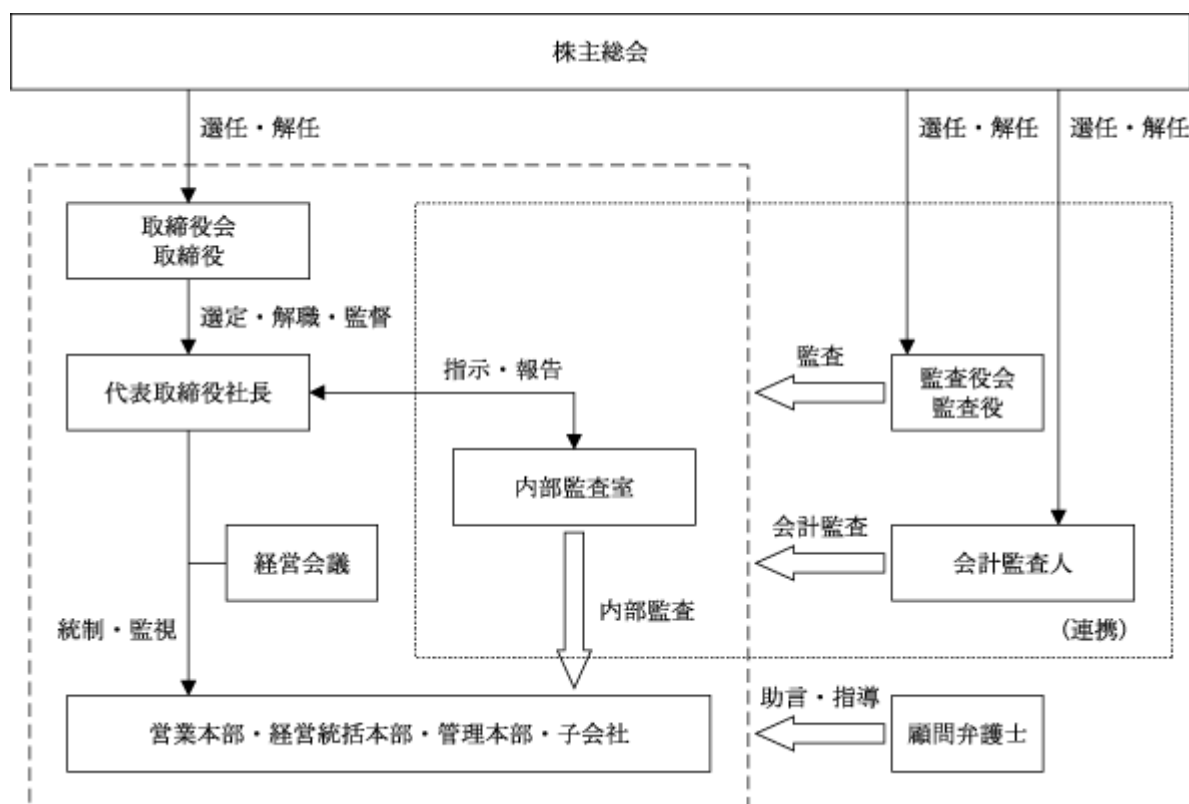 株主総会
選任・解任
選任・解任
選任・解任
取締役会
取締役
選定・解職・監督
代表取締役社長
指示・報告
監査
監査役会
監査役
内部監査室
会計監査
会計監査人
経営会議
内部監査
統制・監視
(連携)
助言・指導
営業本部・経営統括本部・管理本部・子会社
顧問弁護士